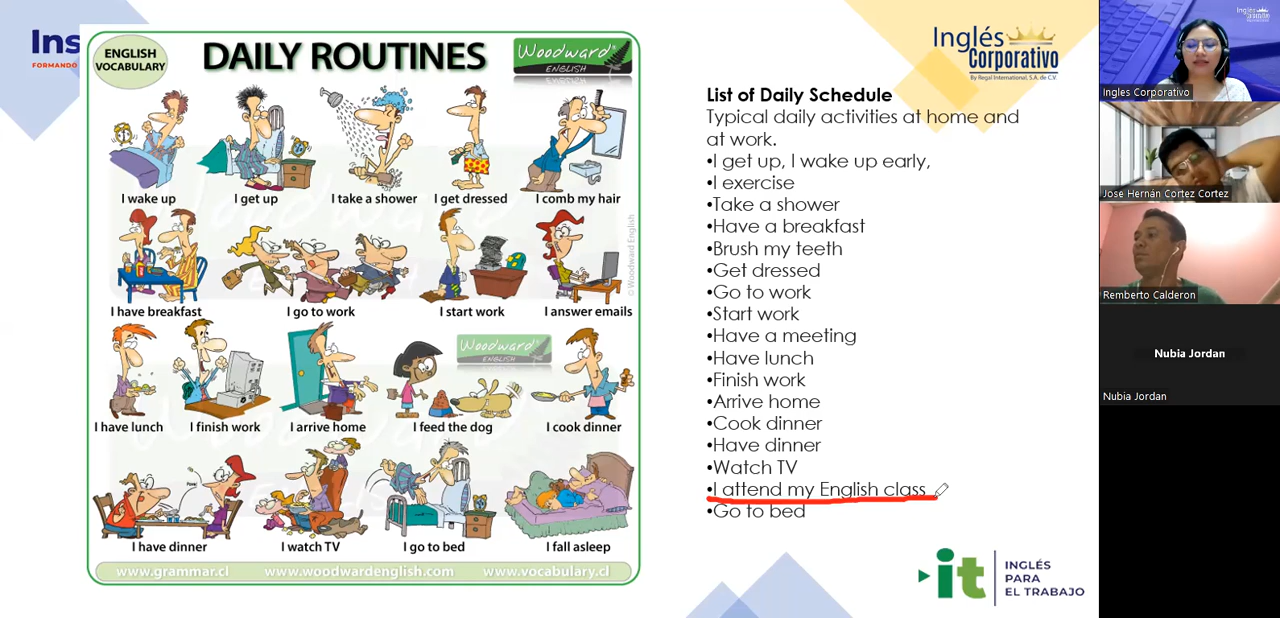 Ins
FORMANDO
ENGLISH
VOCABULARY
DAILY ROUTINES
Woodward®
ENGLISH
I wake up
I get up
I take a shower
I get dressed
I comb my hair
I have breakfast
I go to work
I start work
I answer emails
© Woodward English
Woodward®
ENGLISH
I have lunch
I finish work
I arrive home
I feed the dog
I cook dinner
I have dinner
I watch TV
I go to bed
I fall asleep
www.grammar.cl
www.woodwardenglish.com
www.vocabulary.cl
Inglés
Corporativo
By Regal International, S.A. de C.V.
List of Daily Schedule
Typical daily activities at home and
at work.
•I get up, I wake up early,
•I exercise
•Take a shower
•Have a breakfast
•Brush my teeth
•Get dressed
•Go to work
•Start work
•Have a meeting
•Have lunch
•Finish work
•Arrive home
•Cook dinner
•Have dinner
•Watch TV
•I attend my English class
•Go to bed
it
INGLÉS
PARA
EL TRABAJO
Ingles Corporativo
Jose Hernán Cortez Cortez
Remberto Calderon
Nubia Jordan
Nubia Jordan